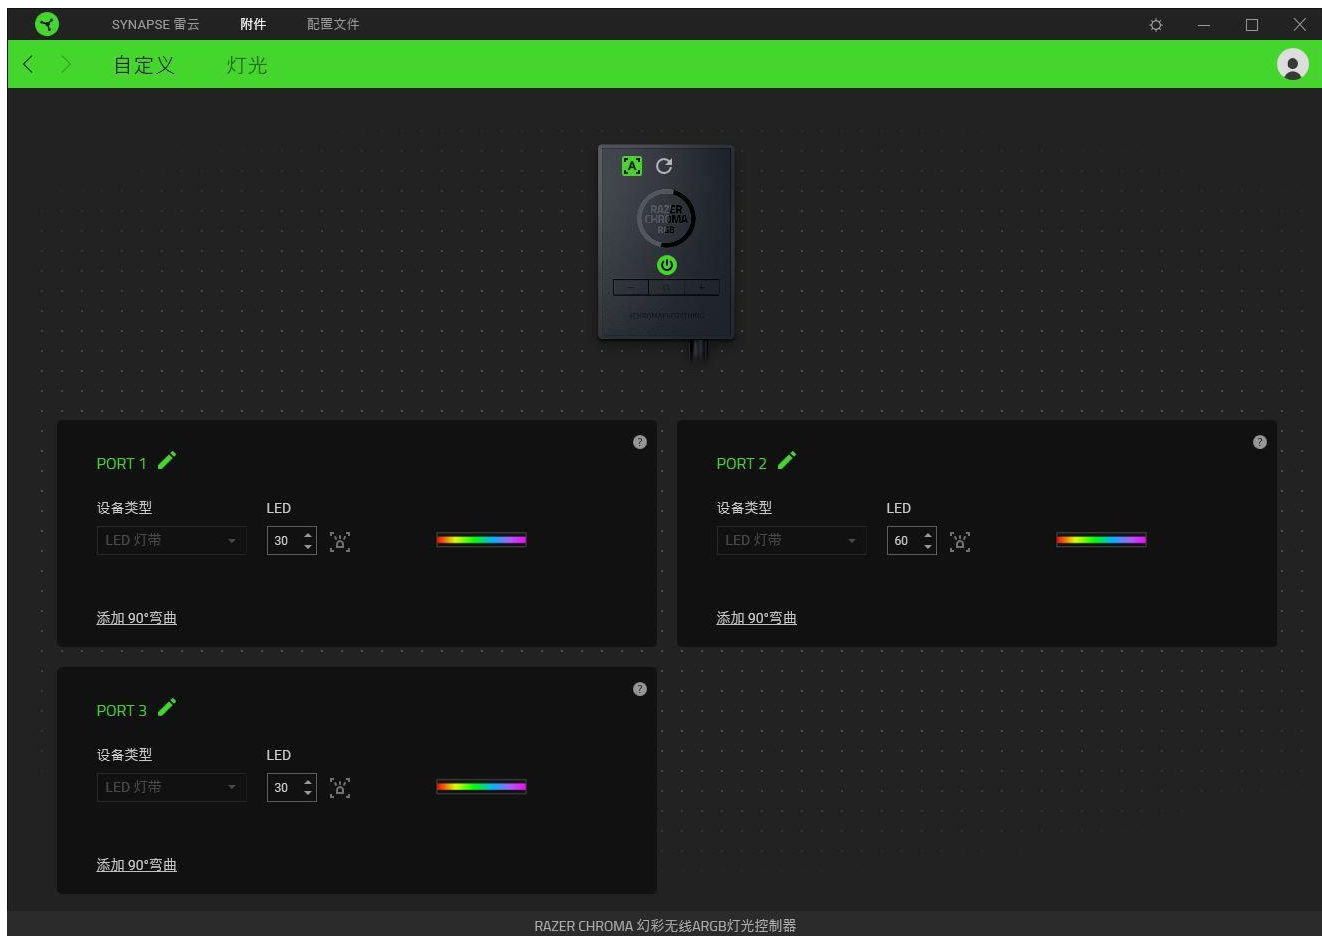 SYNAPSE 雷云 附件 配置文件
自定义 灯光
A
RAZER
CHROMA
RGB
#CHROMAEVERYTHING
PORT 1
?
设备类型 LED
LED 灯带 30
添加 90°弯曲
PORT 2
?
设备类型 LED
LED 灯带 60
添加 90°弯曲
PORT 3
?
设备类型 LED
LED 灯带 30
添加 90°弯曲
RAZER CHROMA 幻彩无线ARGB灯光控制器